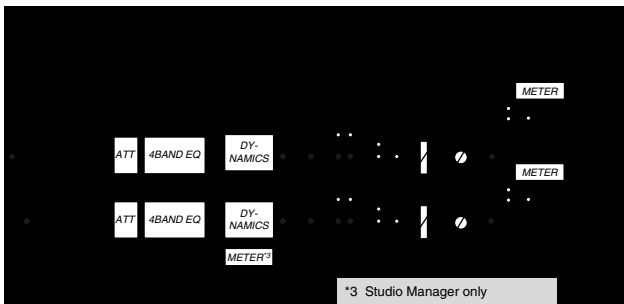 METER
ATT
4BAND EQ
DY-
NAMICS
METER
ATT
4BAND EQ
DY-
NAMICS
METER*3
*3 Studio Manager only